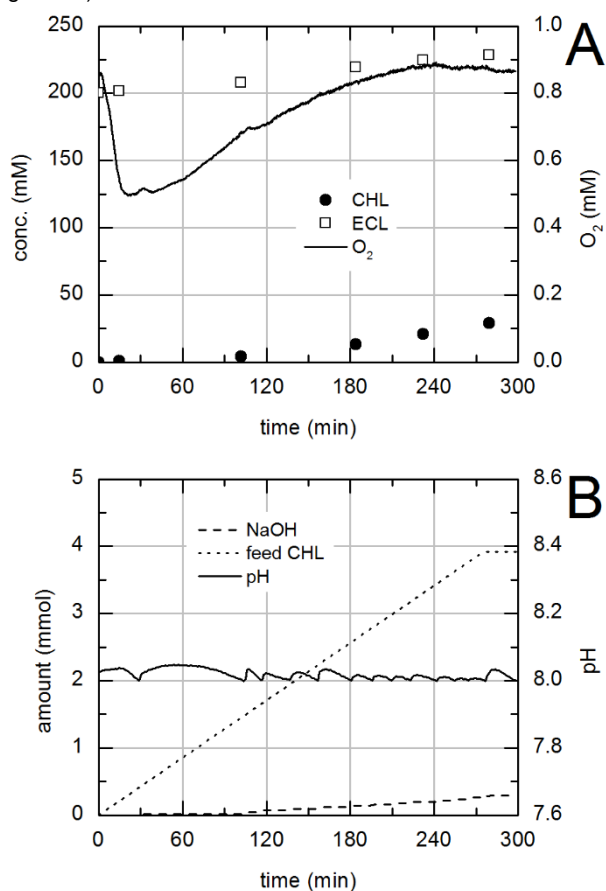 A
250
200
150
100
50
0
conc. (mM)
1.0
0.8
0.6
0.4
0.2
0.0
O2 (mM)
CHL
ECL
O2
0 60 120 180 240 300
time (min)
B
5
4
3
2
1
0
amount (mmol)
8.6
8.4
8.2
8.0
7.8
7.6
pH
NaOH
feed CHL
pH
0 60 120 180 240 300
time (min)